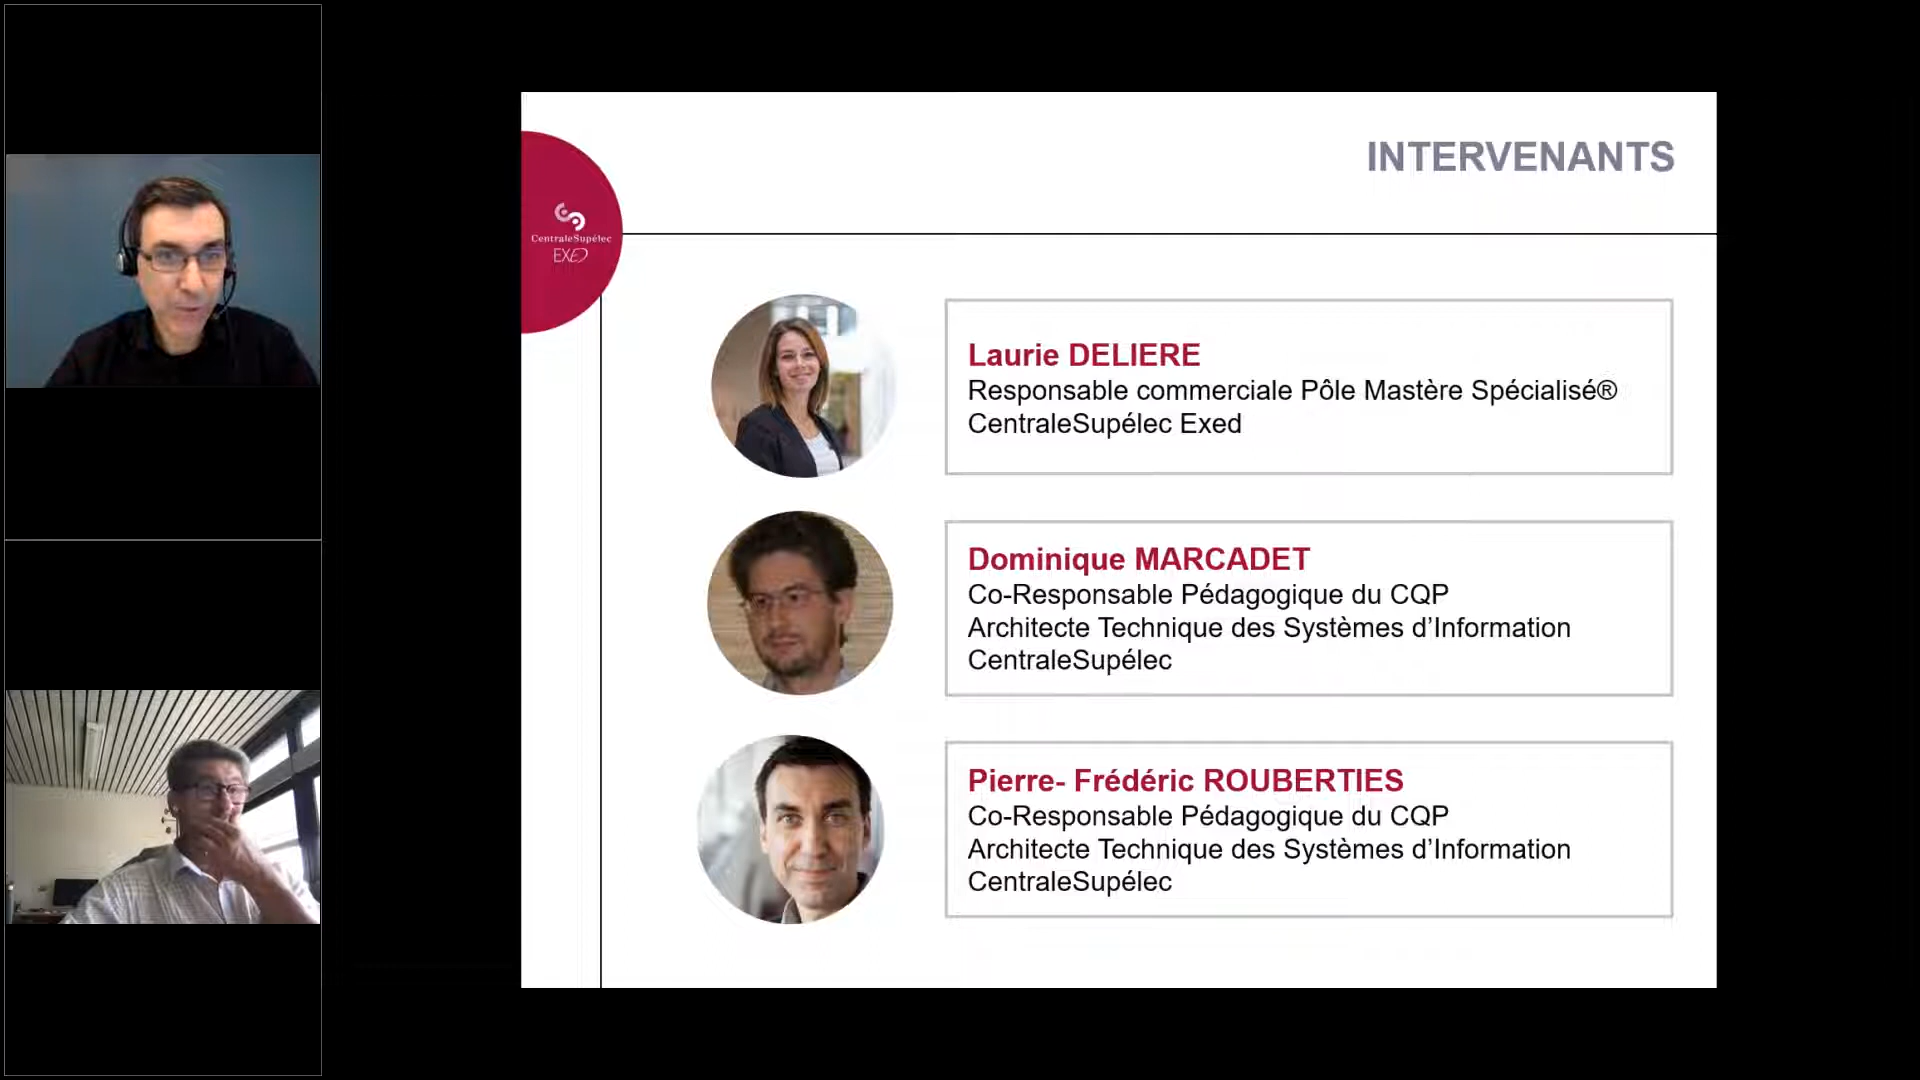 INTERVENANTS
CentraleSupélec
EXED
Laurie DELIERE
Responsable commerciale Pôle Mastère Spécialisé®
CentraleSupélec Exed
Dominique MARCADET
Co-Responsable Pédagogique du CQP
Architecte Technique des Systèmes d’Information
CentraleSupélec
Pierre- Frédéric ROUBERTIES
Co-Responsable Pédagogique du CQP
Architecte Technique des Systèmes d’Information
CentraleSupélec